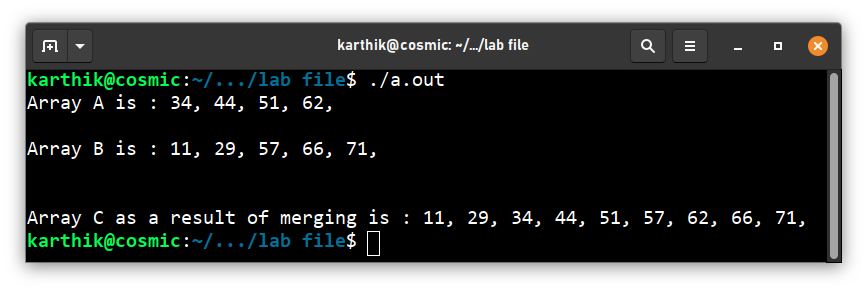 karthik@cosmic: ~/.../lab file
karthik@cosmic:~/.../lab file$ ./a.out
Array A is : 34, 44, 51, 62,
Array B is : 11, 29, 57, 66, 71,
Array C as a result of merging is : 11, 29, 34, 44, 51, 57, 62, 66, 71,
karthik@cosmic:~/.../lab file$